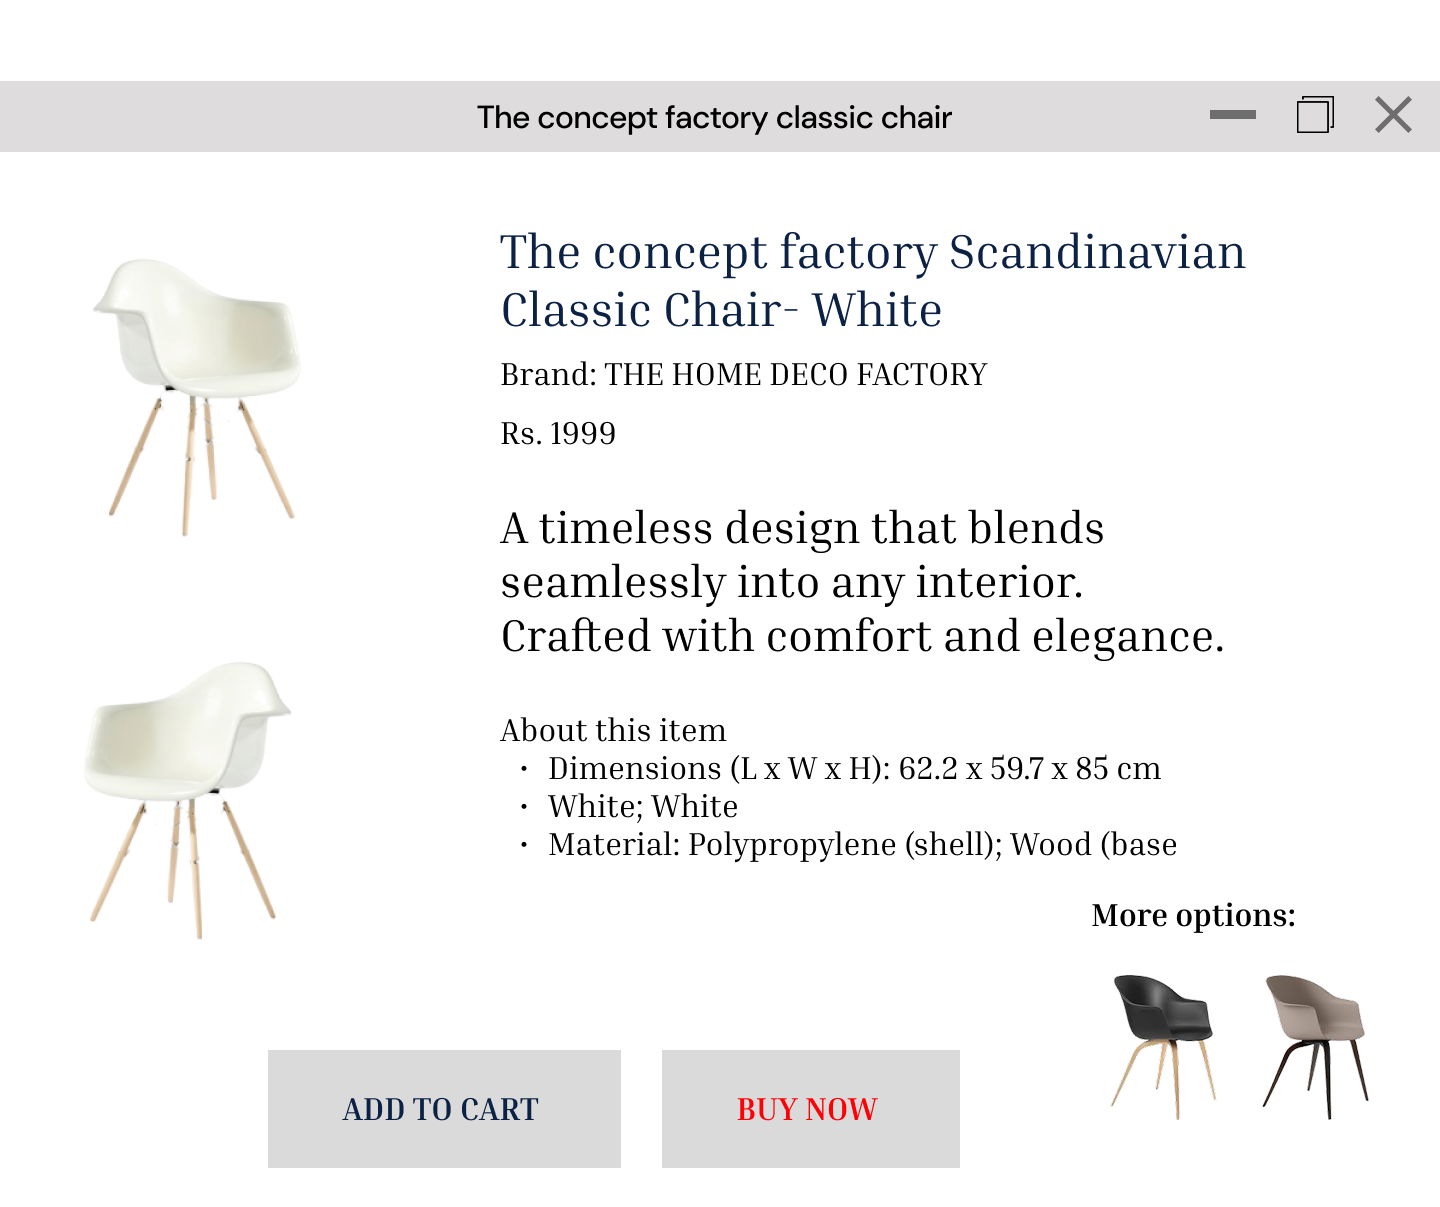 The concept factory classic chair
The concept factory Scandinavian
Classic Chair- White
Brand: THE HOME DECO FACTORY
Rs. 1999
A timeless design that blends
seamlessly into any interior.
Crafted with comfort and elegance.
About this item
• Dimensions (L x W x H): 62.2 x 59.7 x 85 cm
• White; White
• Material: Polypropylene (shell); Wood (base
More options:
ADD TO CART
BUY NOW